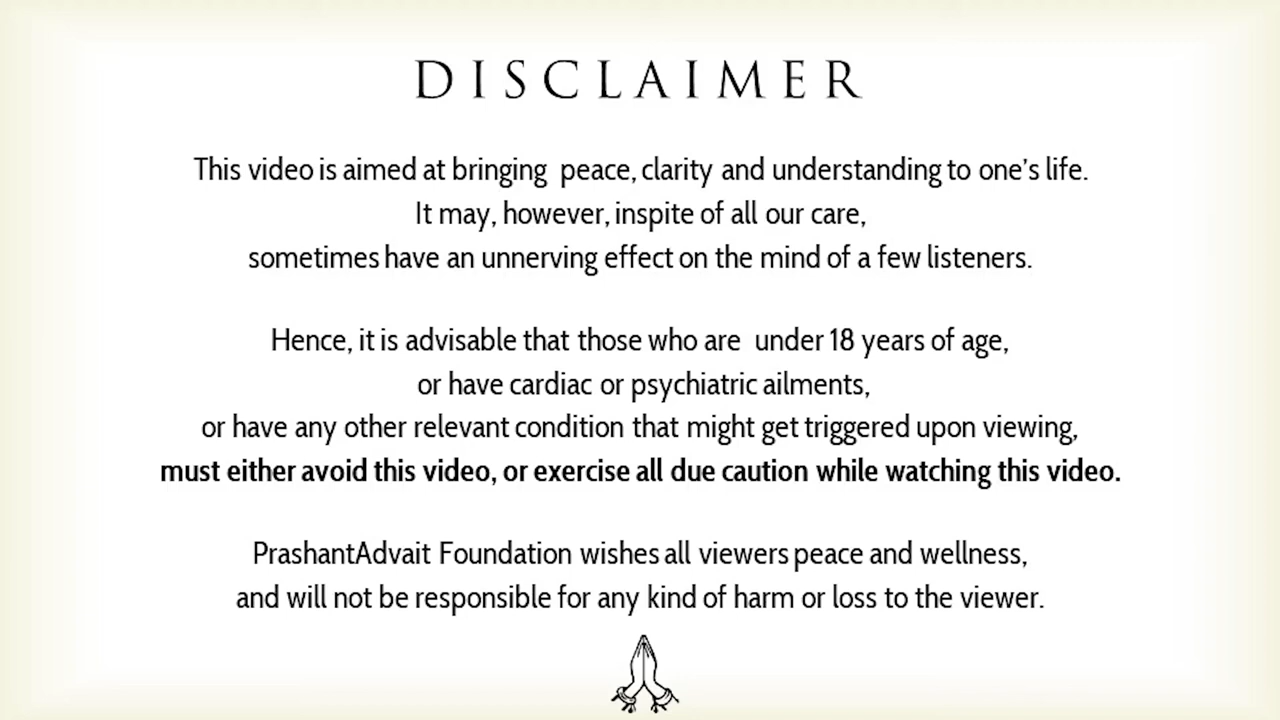 DISCLAIMER
This video is aimed at bringing peace, clarity and understanding to one's life.
It may, however, inspite of all our care,
sometimes have an unnerving effect on the mind of a few listeners.
Hence, it is advisable that those who are under 18 years of age,
or have cardiac or psychiatric ailments,
or have any other relevant condition that might get triggered upon viewing,
must either avoid this video, or exercise all due caution while watching this video.
PrashantAdvait Foundation wishes all viewers peace and wellness,
and will not be responsible for any kind of harm or loss to the viewer.